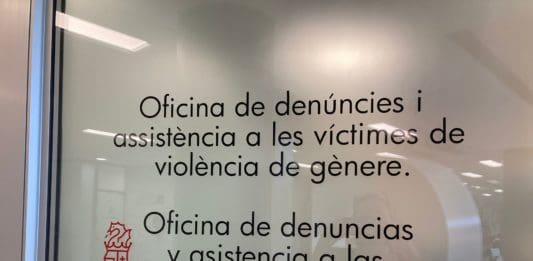 Oficina de denúncies i
assistència a les víctimes de
violència de gènere.
Oficina de denuncias
y asistencia a las